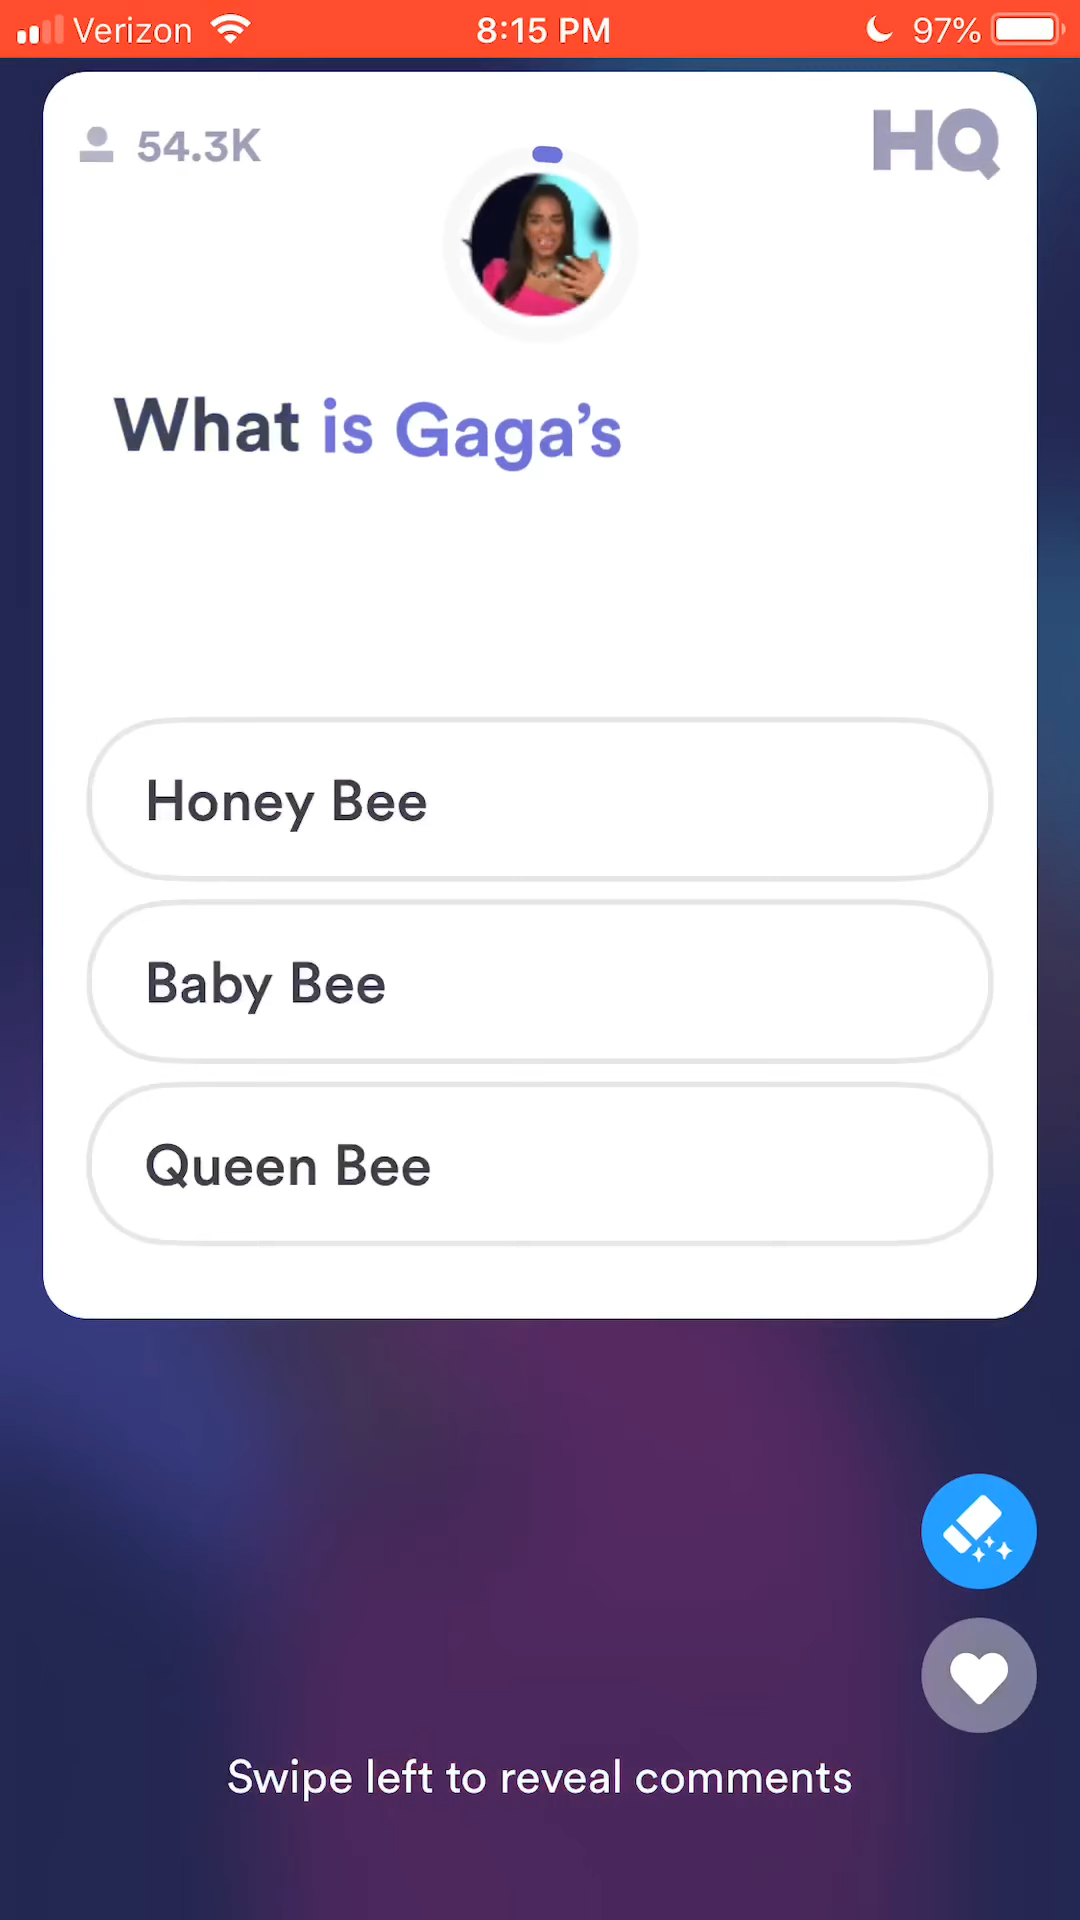 Verizon 8:15 PM 97%
54.3K HQ
What is Gaga’s
Honey Bee
Baby Bee
Queen Bee
Swipe left to reveal comments